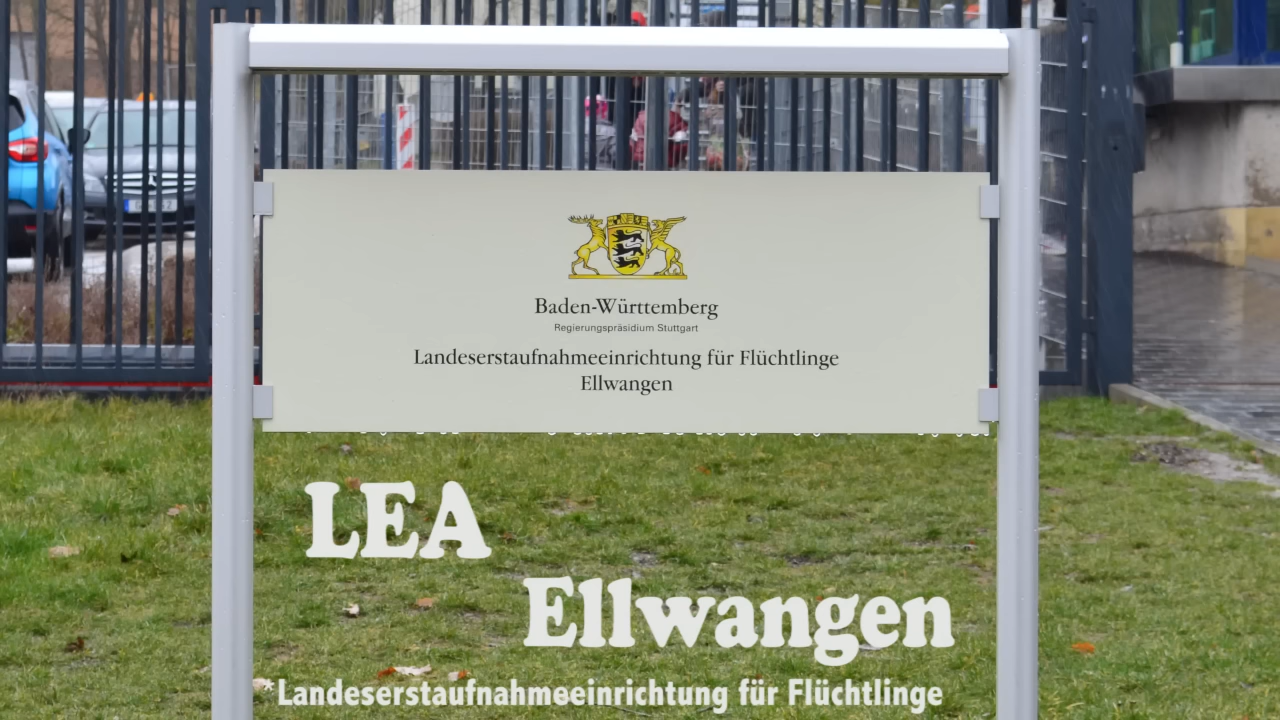 Baden-Württemberg
Regierungspräsidium Stuttgart
Landeserstaufnahmeeinrichtung für Flüchtlinge
Ellwangen
LEA
Ellwangen
*Landeserstaufnahmeeinrichtung für Flüchtlinge